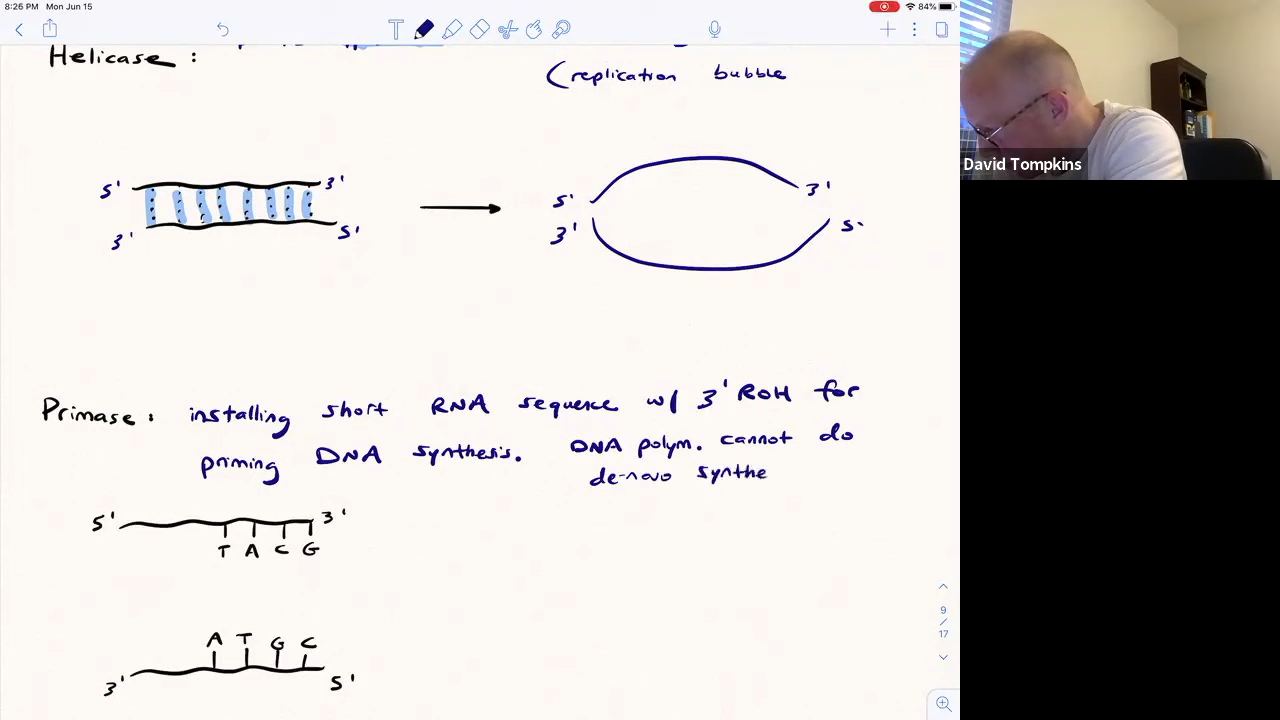 8:26 PM Mon Jun 15
84%
T
Helicase :
(replication bubble
5' 3'
3' 5'
5' 3'
3' 5'
Primase : installing short RNA sequence w/ 3' ROH for
priming DNA synthesis. DNA polym. cannot do
de-novo synthe
5' 3'
T A C G
A T G C
3' 5'
9
/
17
David Tompkins